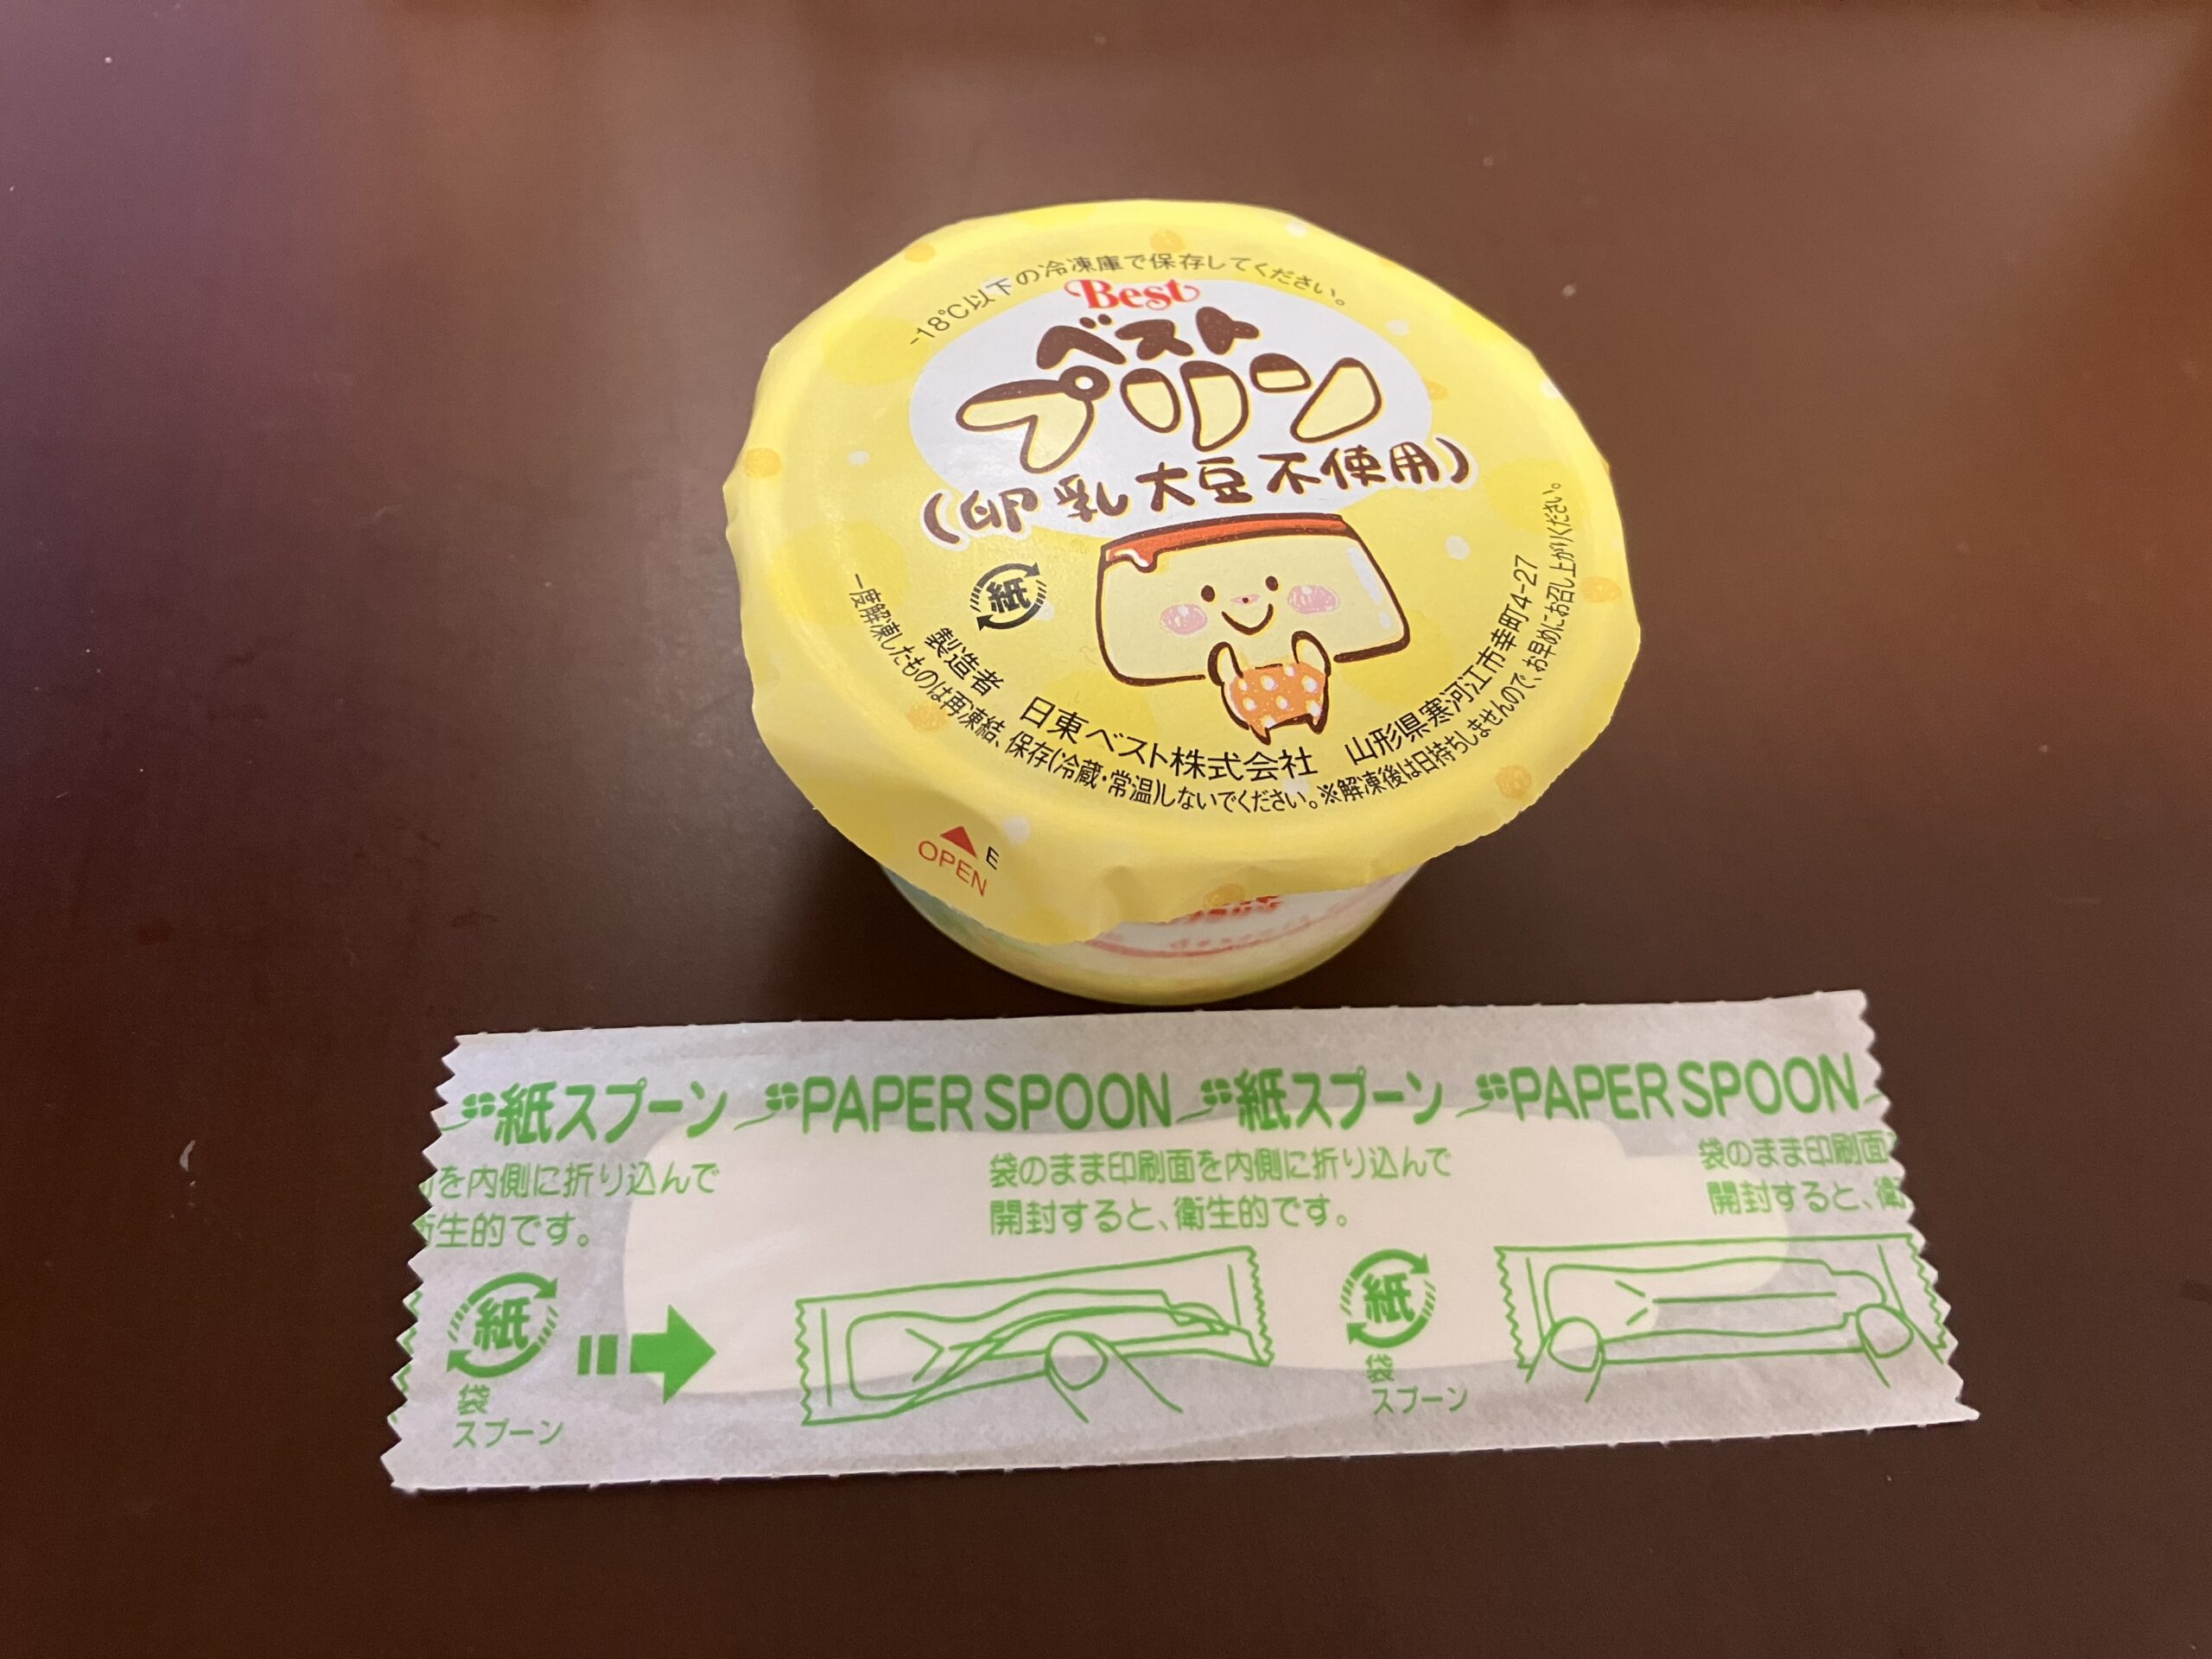 -18℃以下の冷凍庫で保存してください。
Best
ベスト
プリン
(卵乳大豆不使用)
紙
製造者 日東ベスト株式会社 山形県寒河江市幸町4-27
一度解凍したものは再凍結、保存(冷蔵・常温)しないでください。※解凍後は日持ちしませんので、お早めにお召し上がりください。
OPEN
E
紙スプーン PAPER SPOON 紙スプーン PAPER SPOON
を内側に折り込んで
衛生的です。
袋のまま印刷面を内側に折り込んで
開封すると、衛生的です。
袋のまま印刷面
開封すると、衛
紙
袋
スプーン
紙
袋
スプーン